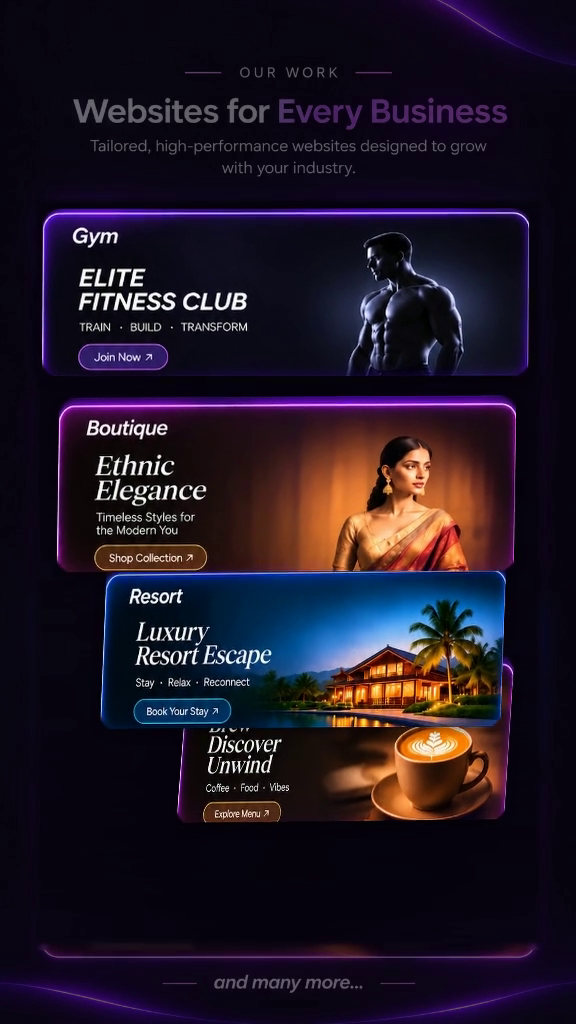 OUR WORK
Websites for Every Business
Tailored, high-performance websites designed to grow
with your industry.
Gym
ELITE
FITNESS CLUB
TRAIN · BUILD · TRANSFORM
Join Now ↗
Boutique
Ethnic
Elegance
Timeless Styles for
the Modern You
Shop Collection ↗
Resort
Luxury
Resort Escape
Stay · Relax · Reconnect
Book Your Stay ↗
Discover
Unwind
Coffee · Food · Vibes
Explore Menu ↗
and many more...